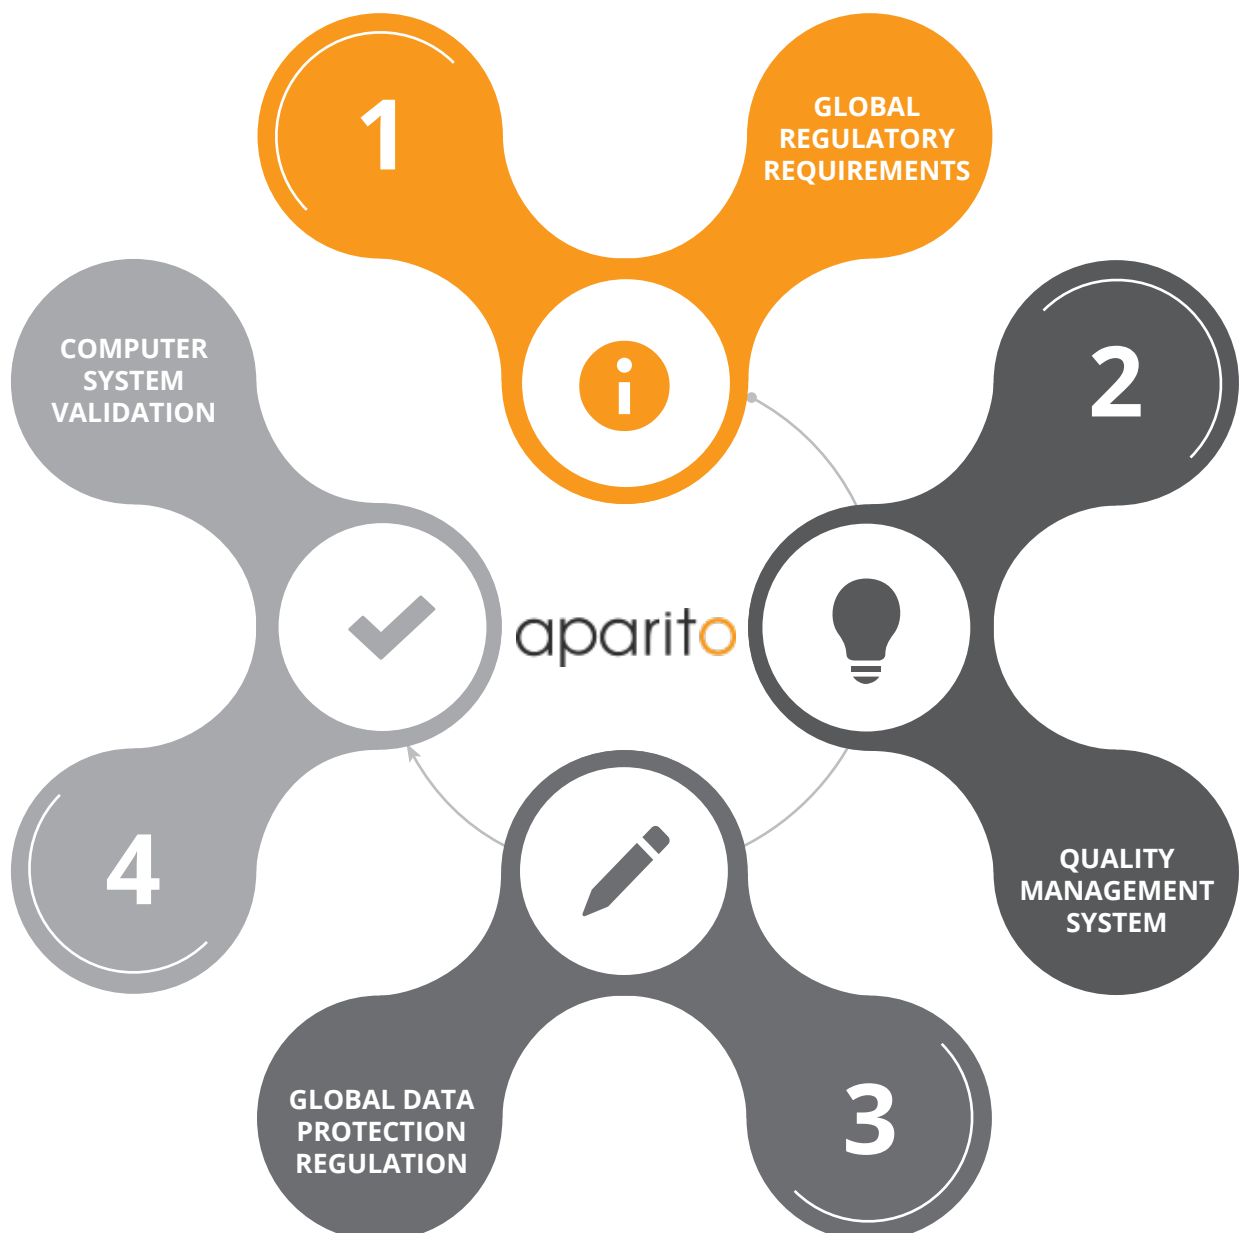 1
GLOBAL
REGULATORY
REQUIREMENTS
2
QUALITY
MANAGEMENT
SYSTEM
3
GLOBAL DATA
PROTECTION
REGULATION
4
COMPUTER
SYSTEM
VALIDATION
aparito